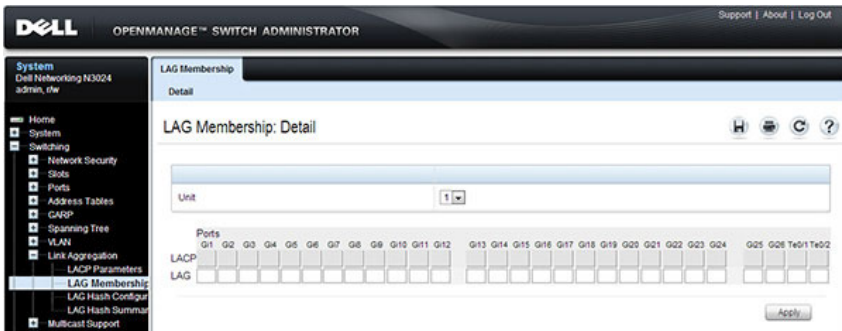 DELL
OPENMANAGE™ SWITCH ADMINISTRATOR
Support | About | Log Out
System
Dell Networking N3024
admin, r/w
Home
System
Switching
Network Security
Slots
Ports
Address Tables
GARP
Spanning Tree
VLAN
Link Aggregation
LACP Parameters
LAG Membership
LAG Hash Configur
LAG Hash Summar
Multicast Support
LAG Membership
Detail
LAG Membership: Detail
H
C
?
Unit
1
Ports
Gi1 Gi2 Gi3 Gi4 Gi5 Gi6 Gi7 Gi8 Gi9 Gi10 Gi11 Gi12 Gi13 Gi14 Gi15 Gi16 Gi17 Gi18 Gi19 Gi20 Gi21 Gi22 Gi23 Gi24 Gi25 Gi26 Te0/1 Te0/2
LACP
LAG
Apply